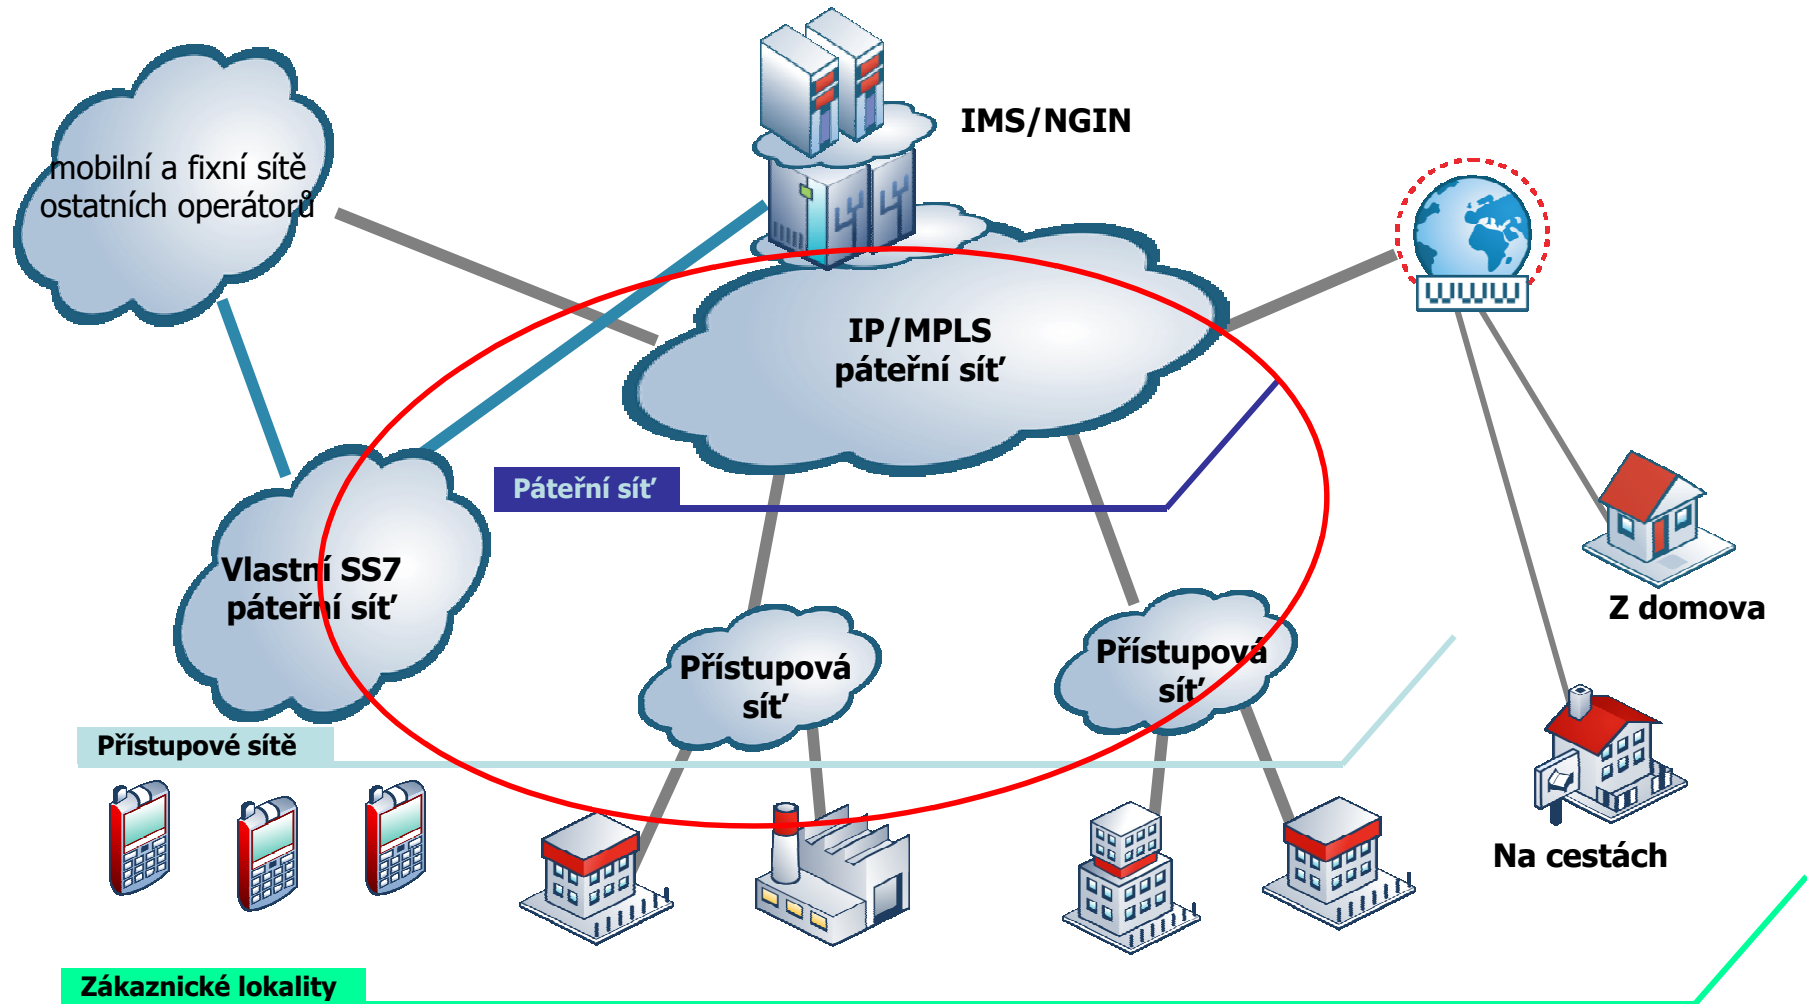 IMS/NGIN
mobilní a fixní sítě
ostatních operátorů
www
IP/MPLS
páteřní síť
Páteřní síť
Vlastní SS7
páteřní síť
Z domova
Přístupová
síť
Přístupová
síť
Přístupové sítě
Na cestách
Zákaznické lokality